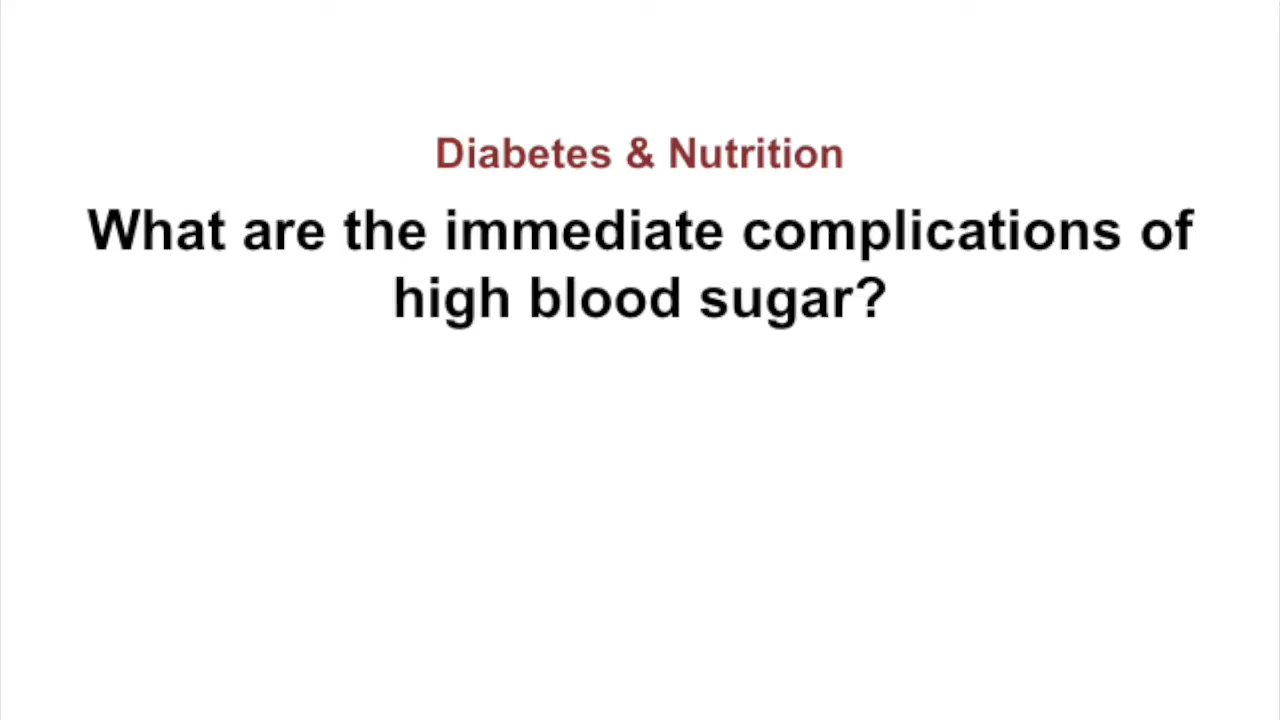 Diabetes & Nutrition
What are the immediate complications of
high blood sugar?